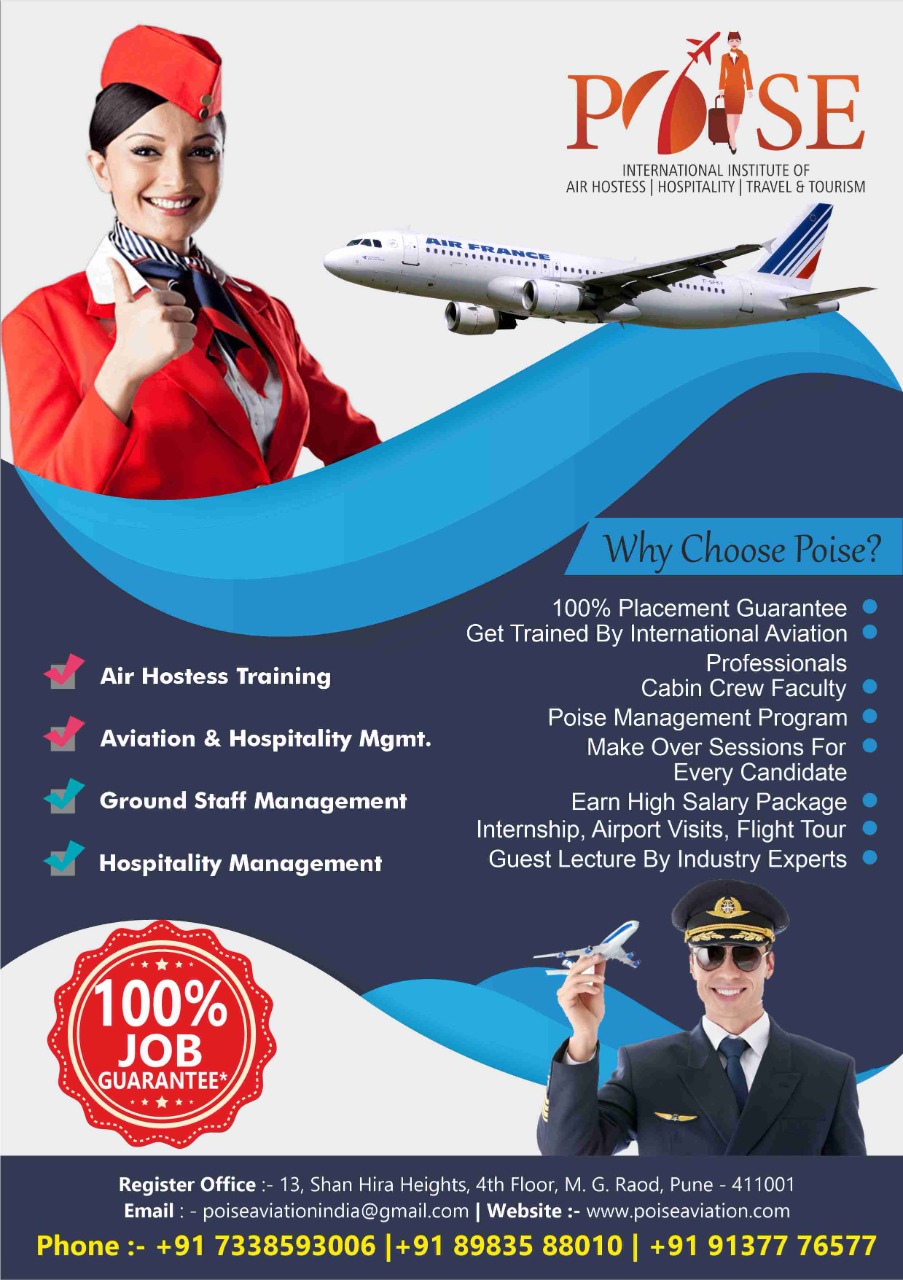 POISE
INTERNATIONAL INSTITUTE OF
AIR HOSTESS | HOSPITALITY | TRAVEL & TOURISM
AIR FRANCE
Why Choose Poise?
100% Placement Guarantee
Get Trained By International Aviation
Professionals
Cabin Crew Faculty
Poise Management Program
Make Over Sessions For
Every Candidate
Earn High Salary Package
Internship, Airport Visits, Flight Tour
Guest Lecture By Industry Experts
Air Hostess Training
Aviation & Hospitality Mgmt.
Ground Staff Management
Hospitality Management
100%
JOB
GUARANTEE*
Register Office :- 13, Shan Hira Heights, 4th Floor, M. G. Raod, Pune - 411001
Email : - poiseaviationindia@gmail.com | Website :- www.poiseaviation.com
Phone :- +91 7338593006 |+91 89835 88010 | +91 91377 76577